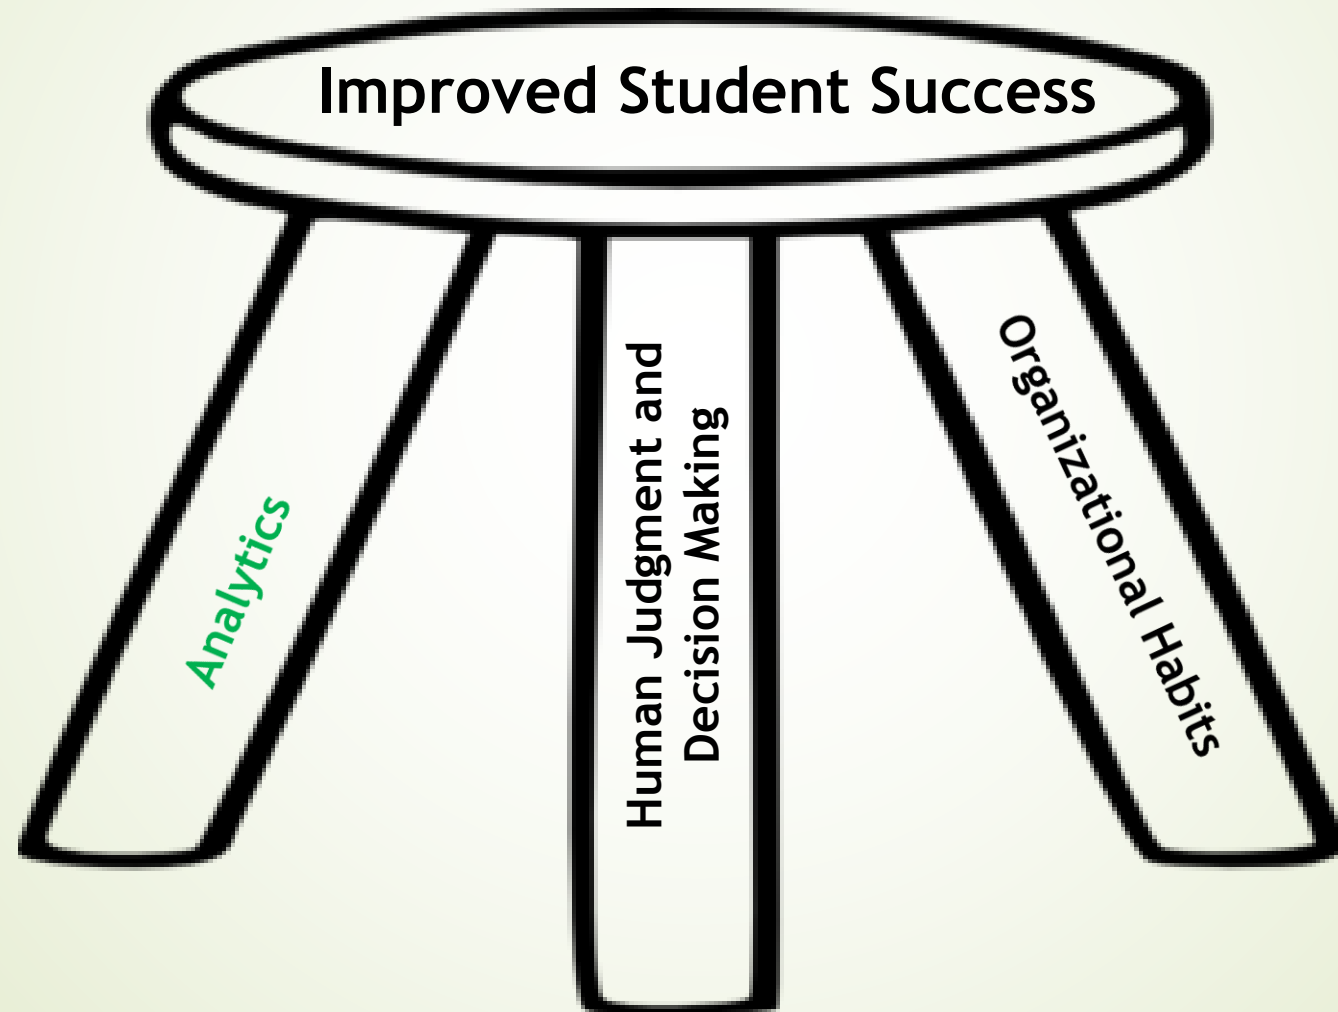 Improved Student Success
Analytics
Human Judgment and
Decision Making
Organizational Habits